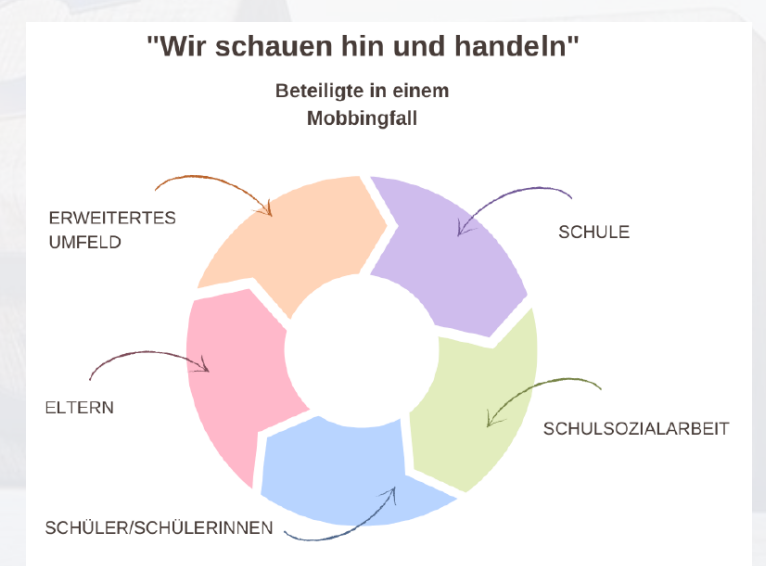 "Wir schauen hin und handeln"
Beteiligte in einem
Mobbingfall
ERWEITERTES
UMFELD
SCHULE
ELTERN
SCHULSOZIALARBEIT
SCHÜLER/SCHÜLERINNEN